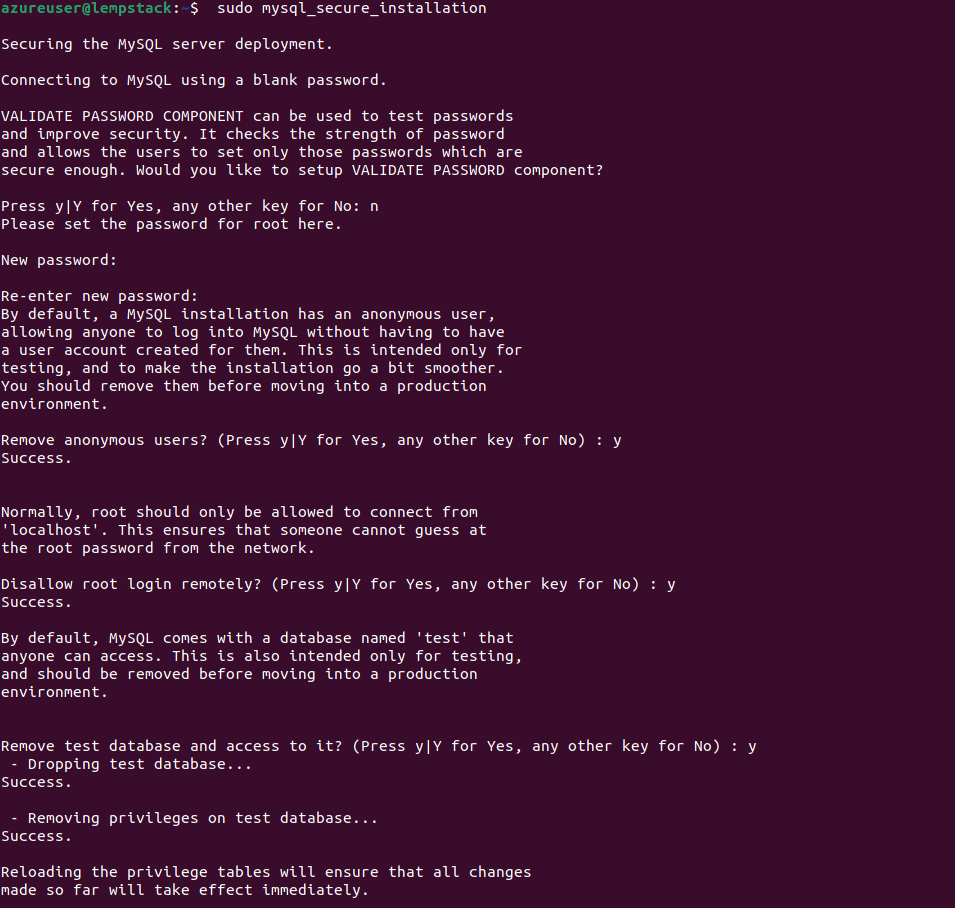 azureuser@lempstack:~$  sudo mysql_secure_installation
Securing the MySQL server deployment.
Connecting to MySQL using a blank password.
VALIDATE PASSWORD COMPONENT can be used to test passwords
and improve security. It checks the strength of password
and allows the users to set only those passwords which are
secure enough. Would you like to setup VALIDATE PASSWORD component?
Press y|Y for Yes, any other key for No: n
Please set the password for root here.
New password:
Re-enter new password:
By default, a MySQL installation has an anonymous user,
allowing anyone to log into MySQL without having to have
a user account created for them. This is intended only for
testing, and to make the installation go a bit smoother.
You should remove them before moving into a production
environment.
Remove anonymous users? (Press y|Y for Yes, any other key for No) : y
Success.
Normally, root should only be allowed to connect from
'localhost'. This ensures that someone cannot guess at
the root password from the network.
Disallow root login remotely? (Press y|Y for Yes, any other key for No) : y
Success.
By default, MySQL comes with a database named 'test' that
anyone can access. This is also intended only for testing,
and should be removed before moving into a production
environment.
Remove test database and access to it? (Press y|Y for Yes, any other key for No) : y
 - Dropping test database...
Success.
 - Removing privileges on test database...
Success.
Reloading the privilege tables will ensure that all changes
made so far will take effect immediately.